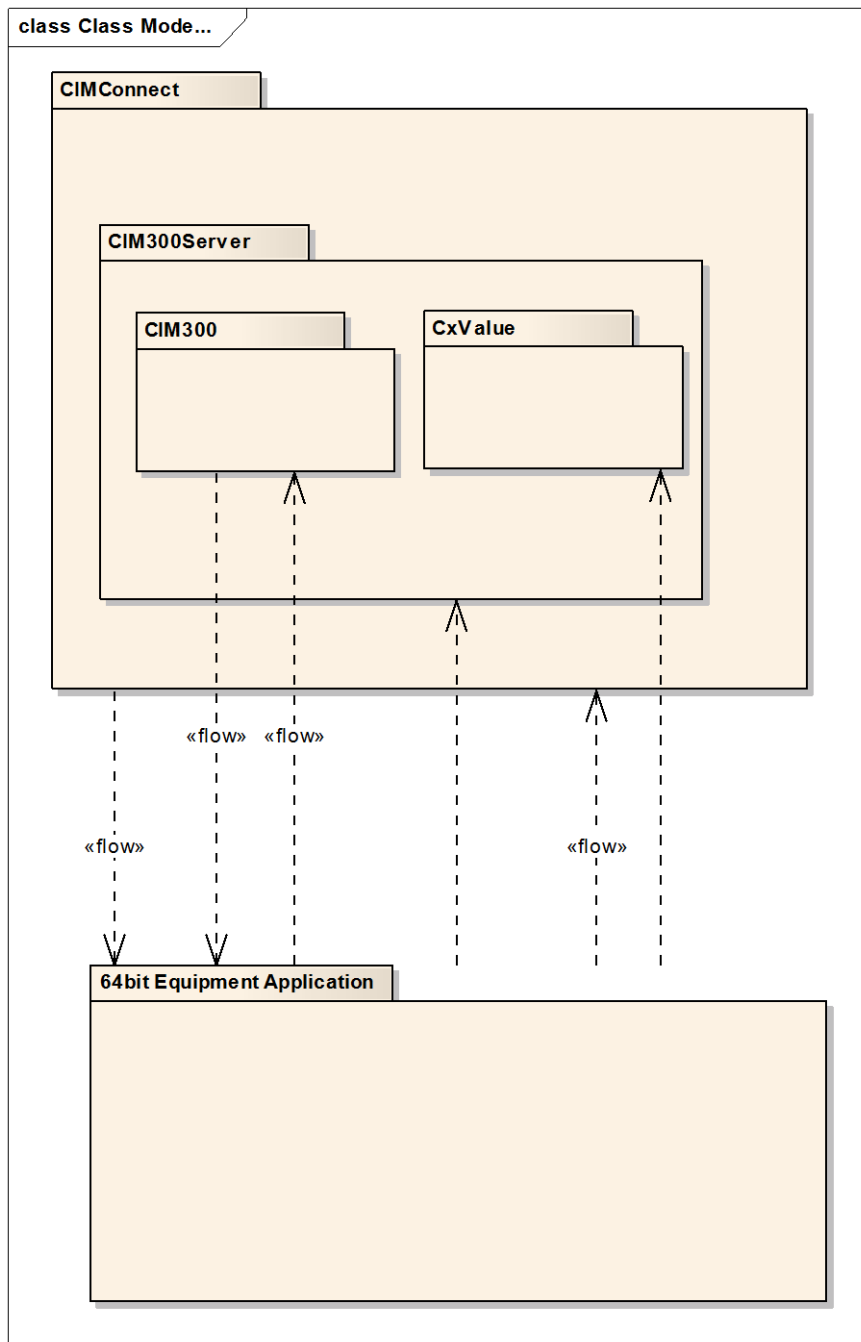 class Class Mode...
CIMConnect
CIM300Server
CIM300
CxValue
«flow» «flow»
«flow» «flow»
64bit Equipment Application